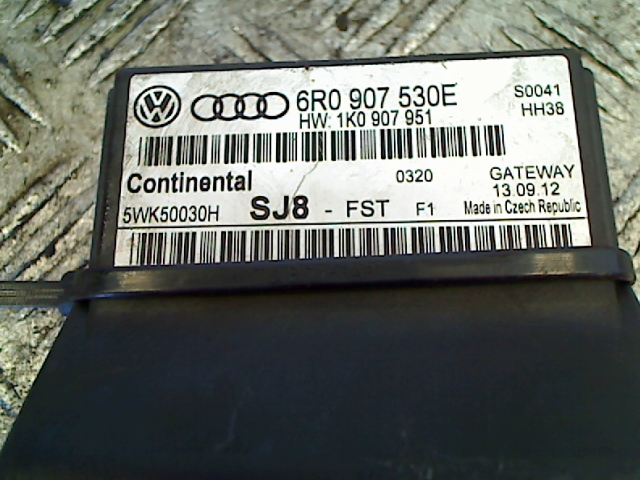 6R0 907 530E S0041
HW: 1K0 907 951 HH38
Continental 0320 GATEWAY
13.09.12
5WK50030H SJ8 - FST F1 Made in Czech Republic